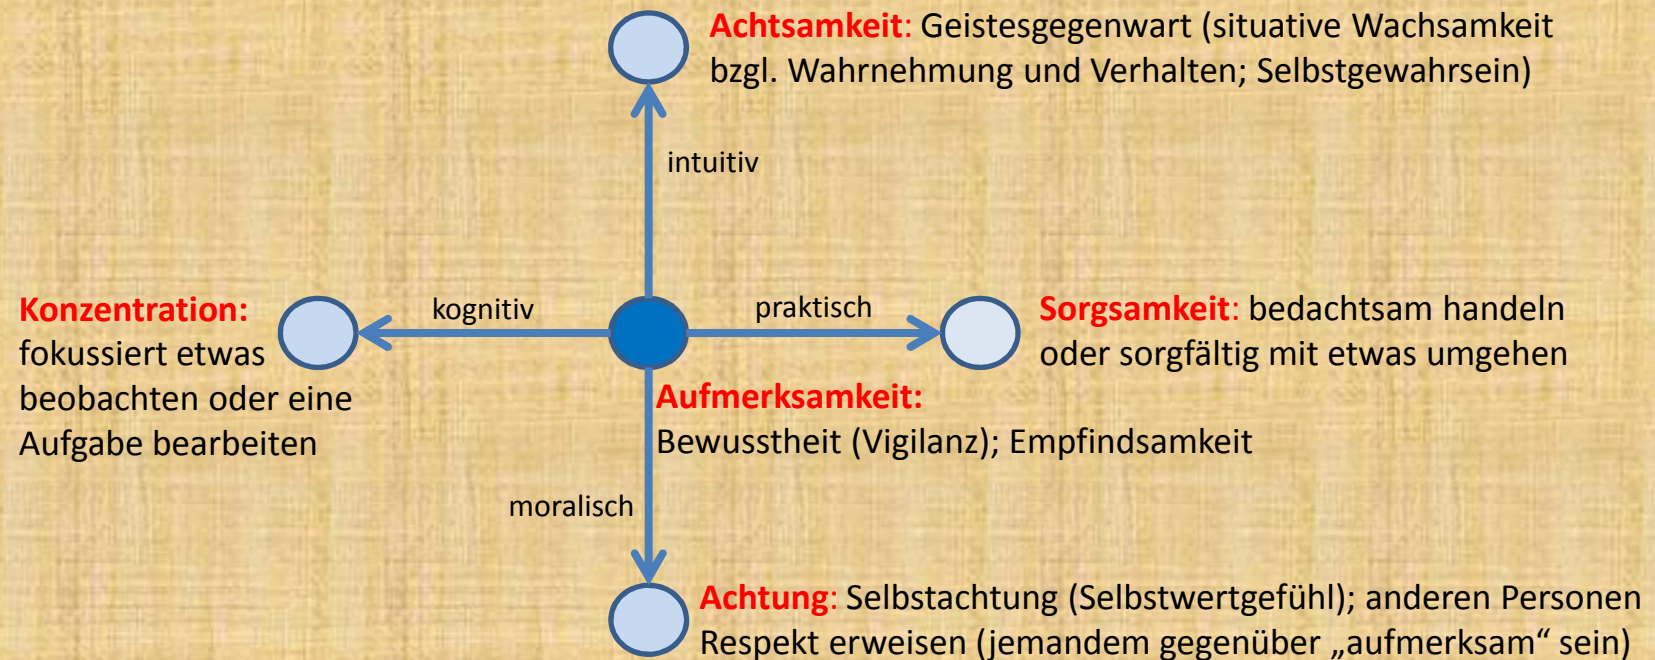 Achtsamkeit: Geistesgegenwart (situative Wachsamkeit
bzgl. Wahrnehmung und Verhalten; Selbstgewahrsein)
intuitiv
Konzentration:
fokussiert etwas
beobachten oder eine
Aufgabe bearbeiten
kognitiv
praktisch
Sorgsamkeit: bedachtsam handeln
oder sorgfältig mit etwas umgehen
Aufmerksamkeit:
Bewusstheit (Vigilanz); Empfindsamkeit
moralisch
Achtung: Selbstachtung (Selbstwertgefühl); anderen Personen
Respekt erweisen (jemandem gegenüber „aufmerksam“ sein)